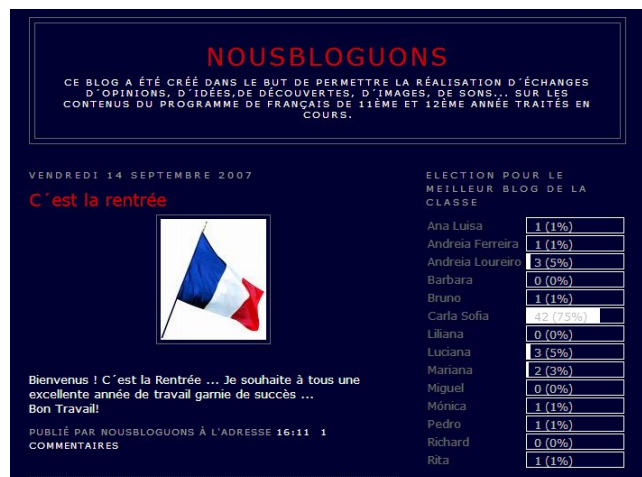 NOUSBLOGUONS
CE BLOG A ÉTÉ CRÉÉ DANS LE BUT DE PERMETTRE LA RÉALISATION D´ÉCHANGES
D´OPINIONS, D´IDÉES,DE DÉCOUVERTES, D´IMAGES, DE SONS... SUR LES
CONTENUS DU PROGRAMME DE FRANÇAIS DE 11ÈME ET 12ÈME ANNÉE TRAITÉS EN
COURS.
VENDREDI 14 SEPTEMBRE 2007
C´est la rentrée
Bienvenus ! C´est la Rentrée ... Je souhaite à tous une
excellente année de travail garnie de succès ...
Bon Travail!
PUBLIÉ PAR NOUSBLOGUONS À L'ADRESSE 16:11 1
COMMENTAIRES
ELECTION POUR LE
MEILLEUR BLOG DE LA
CLASSE
Ana Luisa 1 (1%)
Andreia Ferreira 1 (1%)
Andreia Loureiro 3 (5%)
Barbara 0 (0%)
Bruno 1 (1%)
Carla Sofia 42 (75%)
Liliana 0 (0%)
Luciana 3 (5%)
Mariana 2 (3%)
Miguel 0 (0%)
Mónica 1 (1%)
Pedro 1 (1%)
Richard 0 (0%)
Rita 1 (1%)